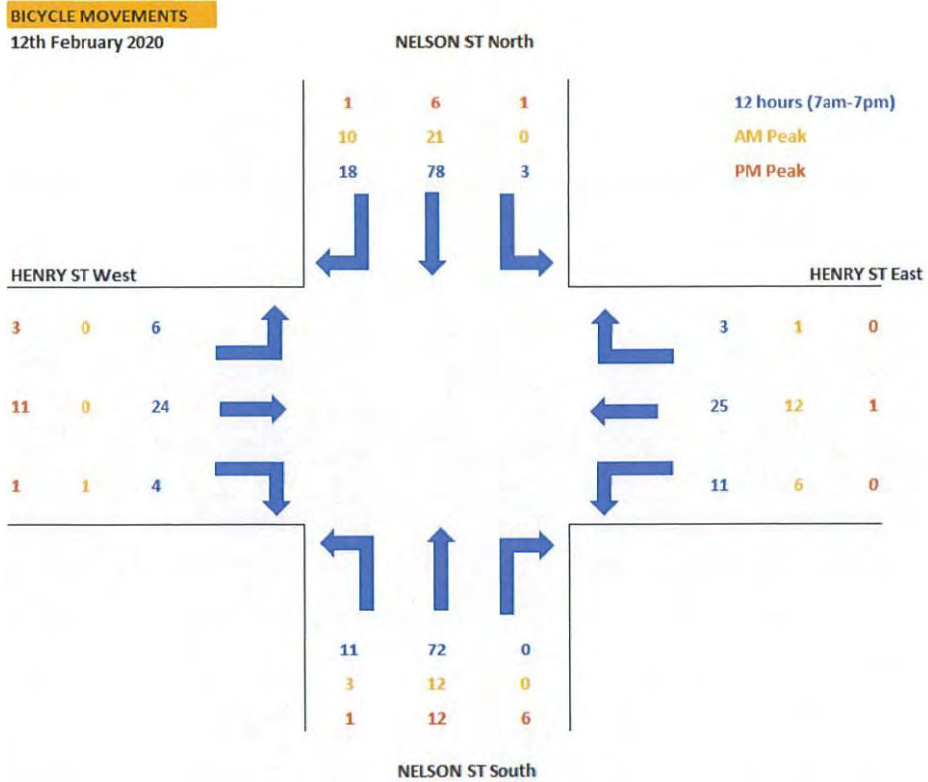 BICYCLE MOVEMENTS
12th February 2020
NELSON ST North
1 6 1
10 21 0
18 78 3
12 hours (7am-7pm)
AM Peak
PM Peak
HENRY ST West
HENRY ST East
3 0 6
3 1 0
11 0 24
25 12 1
1 1 4
11 6 0
11 72 0
3 12 0
1 12 6
NELSON ST South